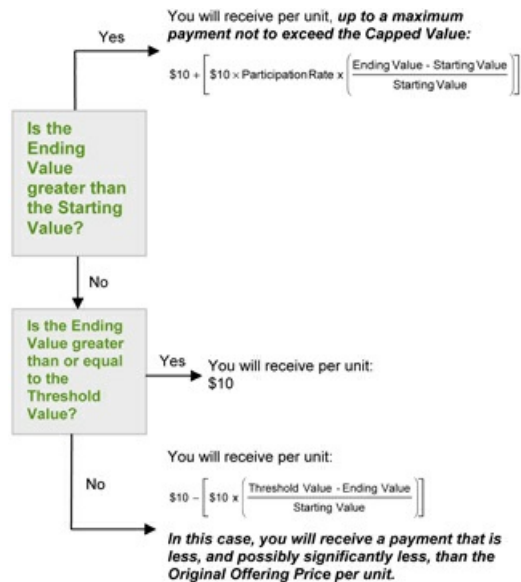 You will receive per unit, up to a maximum
payment not to exceed the Capped Value:
Yes
$10 + [ $10 × Participation Rate x ( Ending Value - Starting Value / Starting Value ) ]
Is the
Ending
Value
greater than
the Starting
Value?
No
Is the Ending
Value greater
than or equal
to the
Threshold
Value?
Yes
You will receive per unit:
$10
You will receive per unit:
No
$10 − [ $10 x ( Threshold Value - Ending Value / Starting Value ) ]
In this case, you will receive a payment that is
less, and possibly significantly less, than the
Original Offering Price per unit.